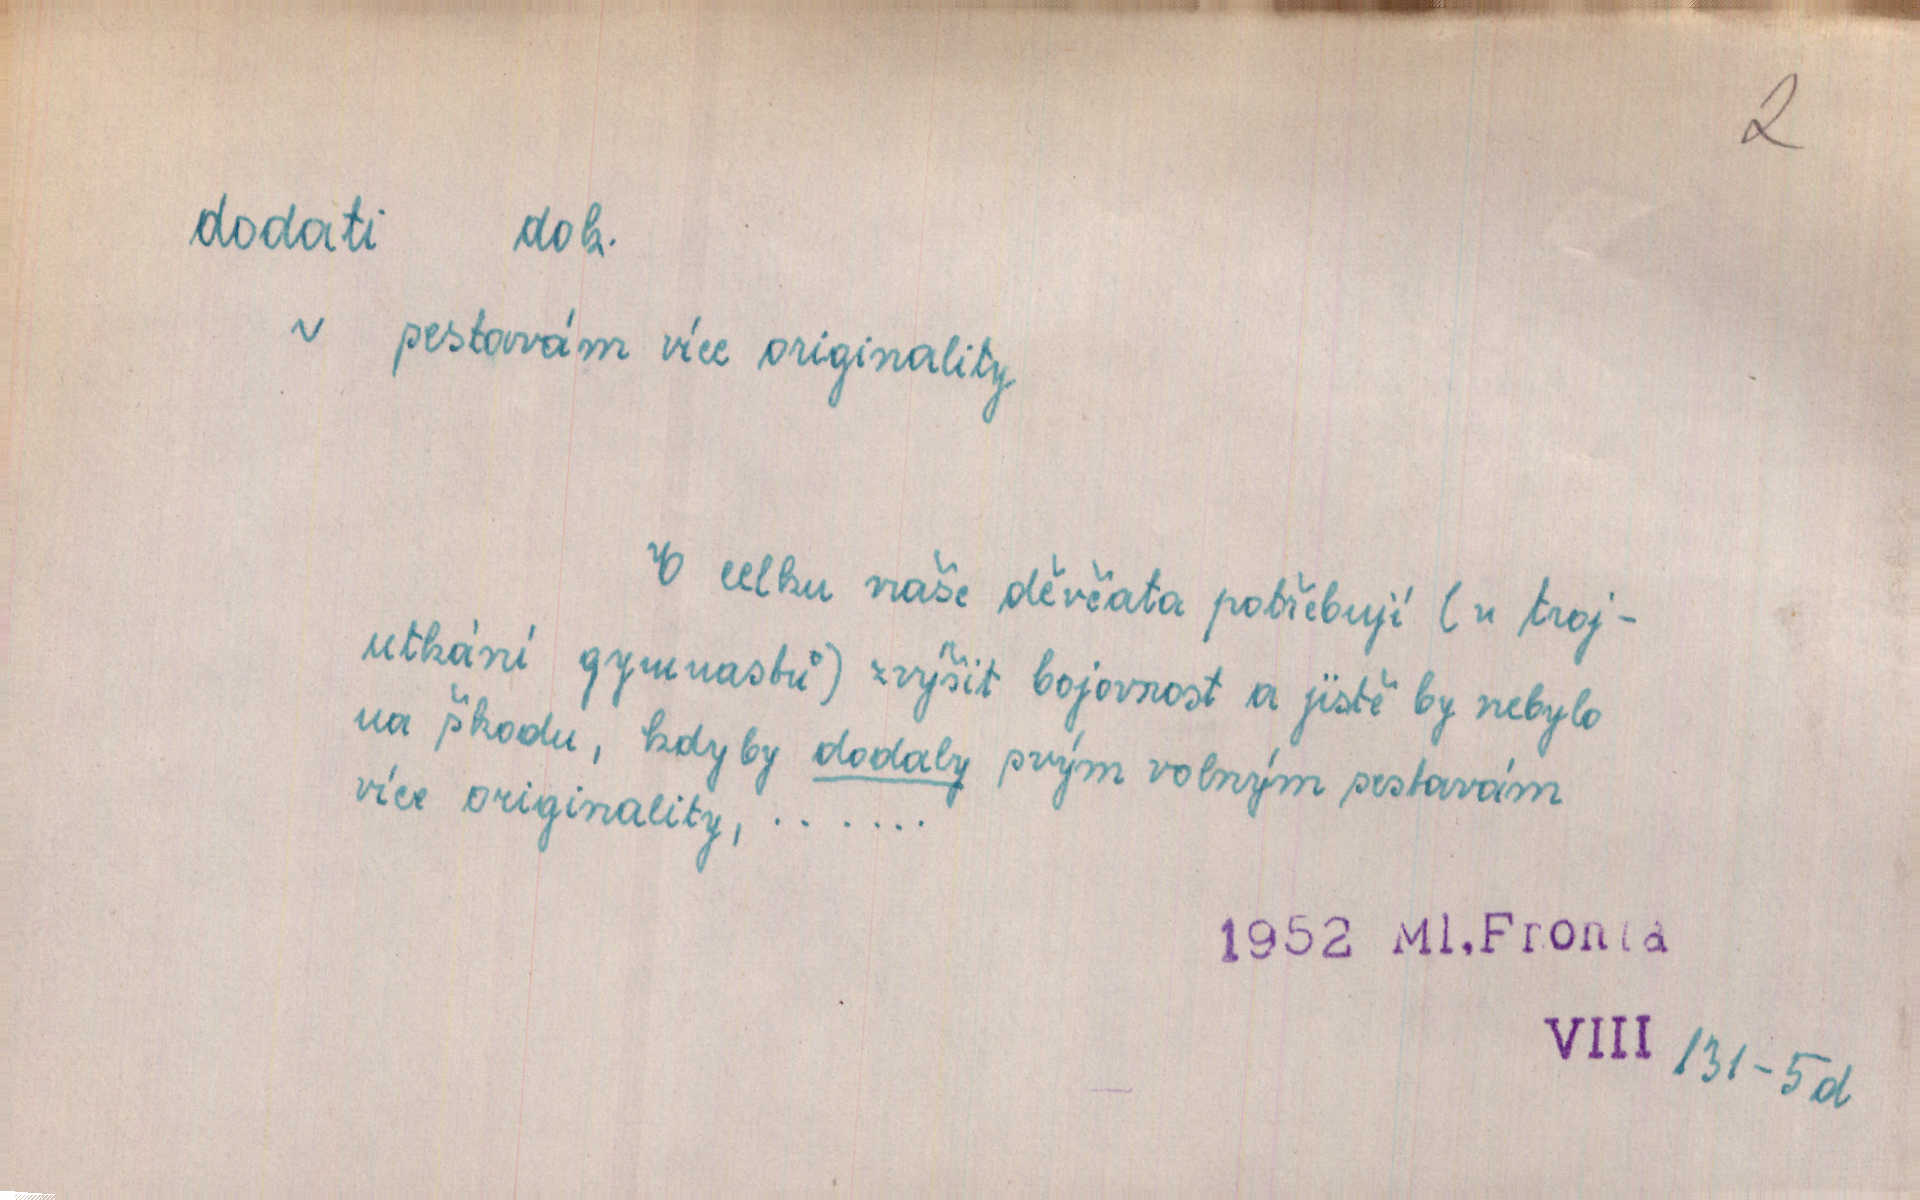 2
dodati dok.
v sestavám více originality
V celku naše děvčata potřebují (u troj-
utkání gymnastů) zvýšit bojovnost a jistě by nebylo
na škodu, kdyby dodaly svým volným sestavám
více originality, .......
1952 Ml.Fronta
VIII 131-5d